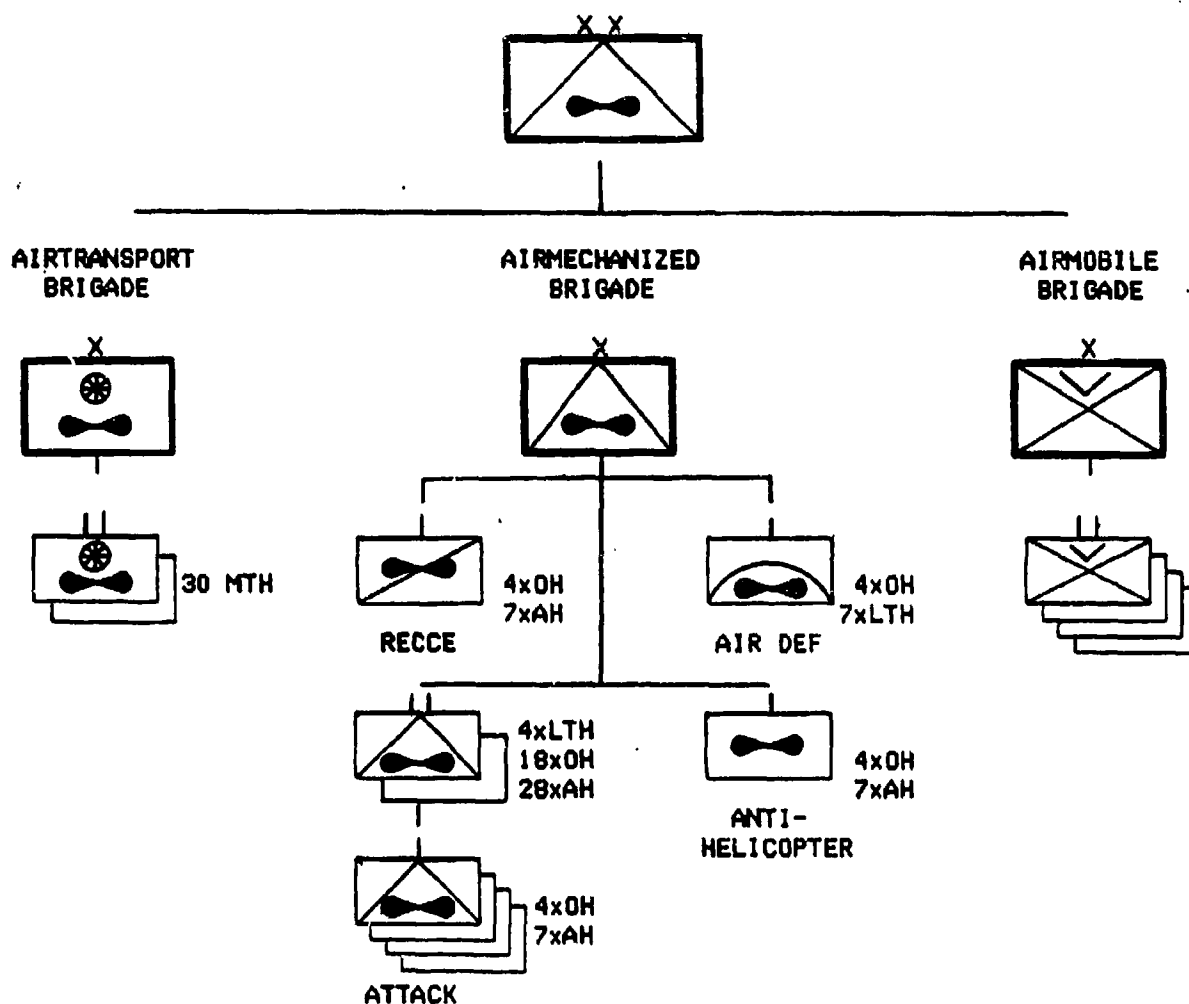 X X
AIRTRANSPORT
BRIGADE
AIRMECHANIZED
BRIGADE
AIRMOBILE
BRIGADE
X
X
X
30 MTH
4xOH
7xAH
RECCE
4xOH
7xLTH
AIR DEF
4xLTH
18xOH
28xAH
4xOH
7xAH
ANTI-
HELICOPTER
4xOH
7xAH
ATTACK